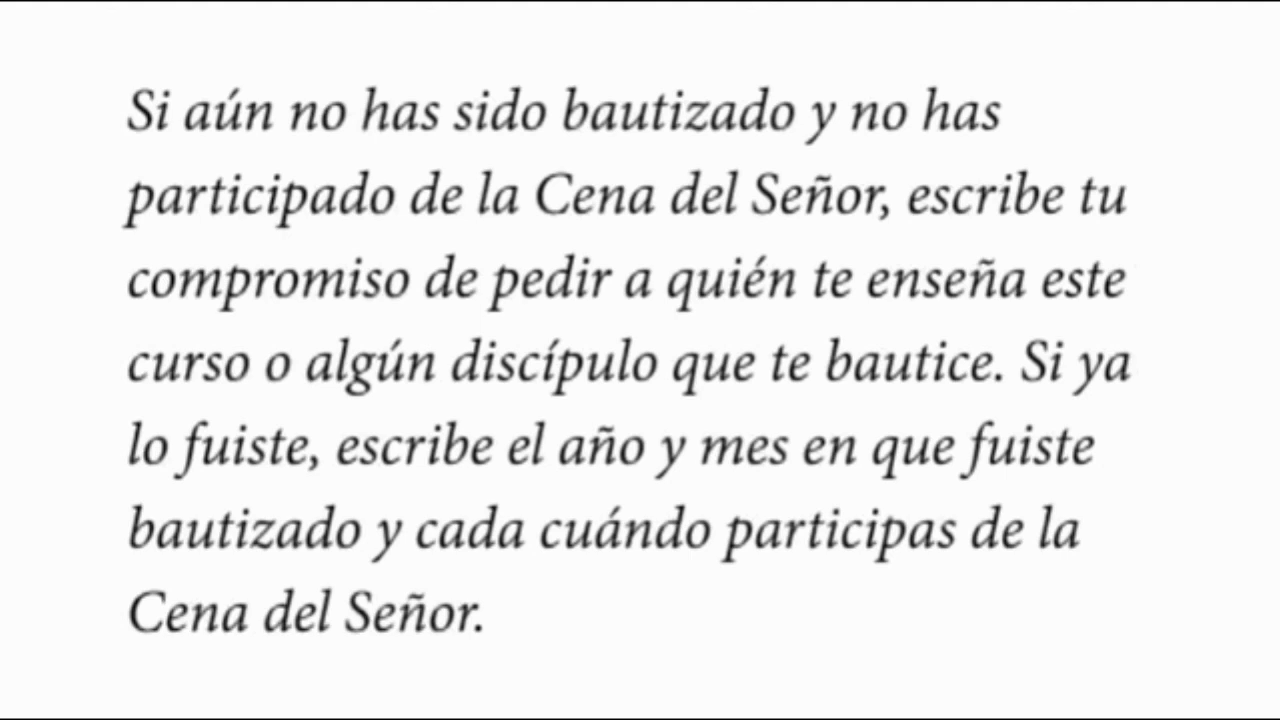 Si aún no has sido bautizado y no has
participado de la Cena del Señor, escribe tu
compromiso de pedir a quién te enseña este
curso o algún discípulo que te bautice. Si ya
lo fuiste, escribe el año y mes en que fuiste
bautizado y cada cuándo participas de la
Cena del Señor.